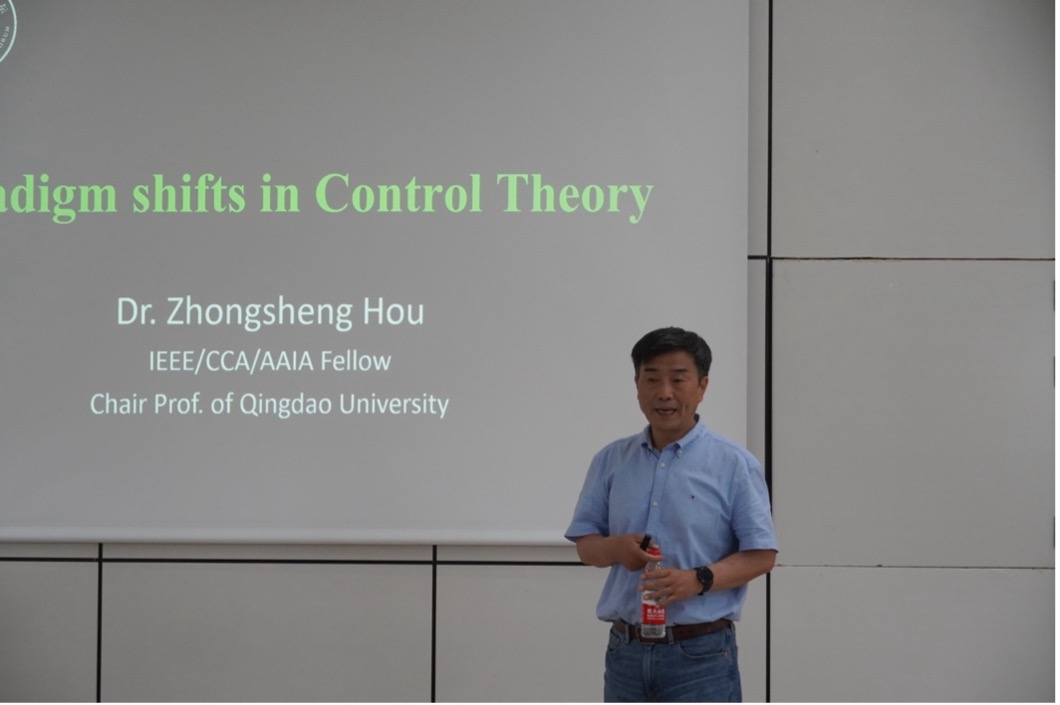 adigm shifts in Control Theory
Dr. Zhongsheng Hou
IEEE/CCA/AAIA Fellow
Chair Prof. of Qingdao University